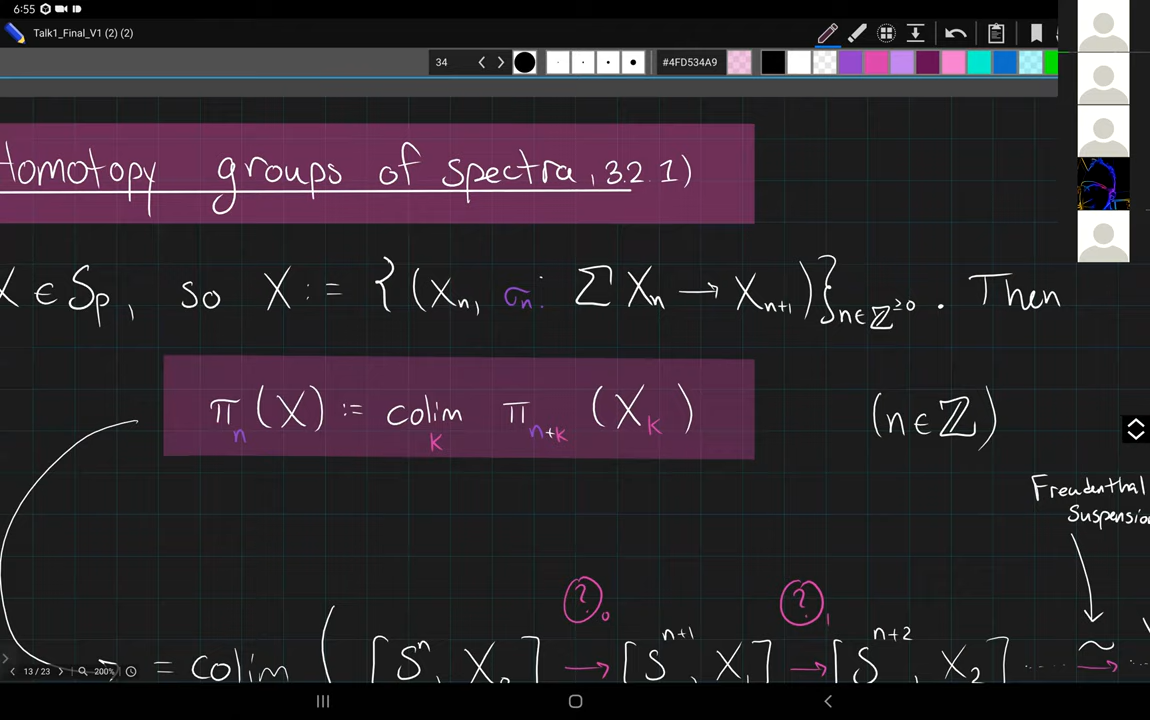 6:55
Talk1_Final_V1 (2) (2)
34
#4FD534A9
Homotopy groups of spectra, 3.2.1)
X ∈ Sp, so X := {(Xn, σn: ΣXn → Xn+1)}n∈ℤ≥0. Then
πn(X) := colim k πn+k (Xk) (n∈ℤ)
Freudenthal
Suspension
?0 ?1
= colim ( [Sn, X0] → [Sn+1, X1] → [Sn+2, X2] ..... ~→ ...
13/23 200%